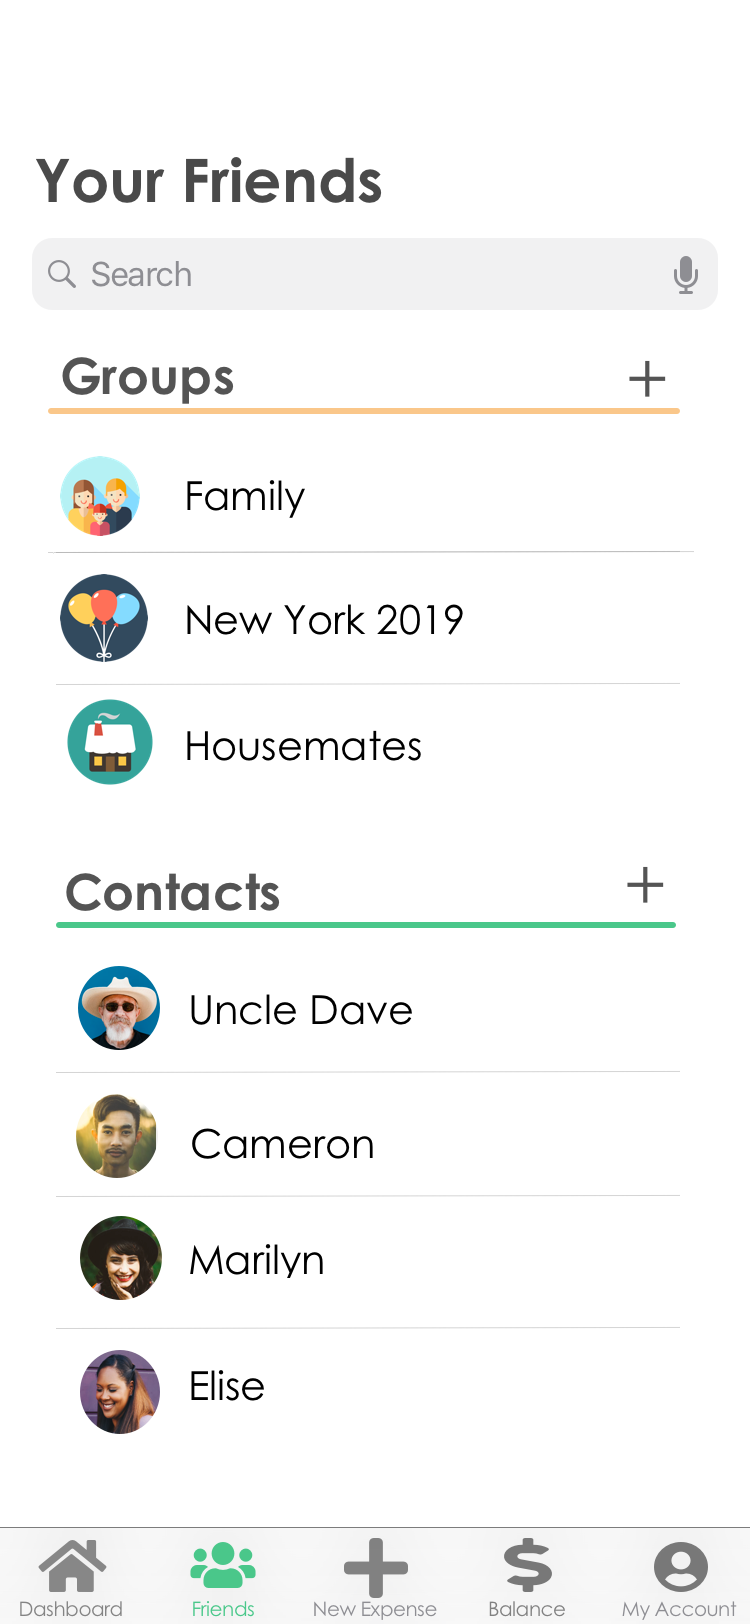 Your Friends
Search
Groups
Family
New York 2019
Housemates
Contacts
Uncle Dave
Cameron
Marilyn
Elise
Dashboard
Friends
New Expense
Balance
My Account